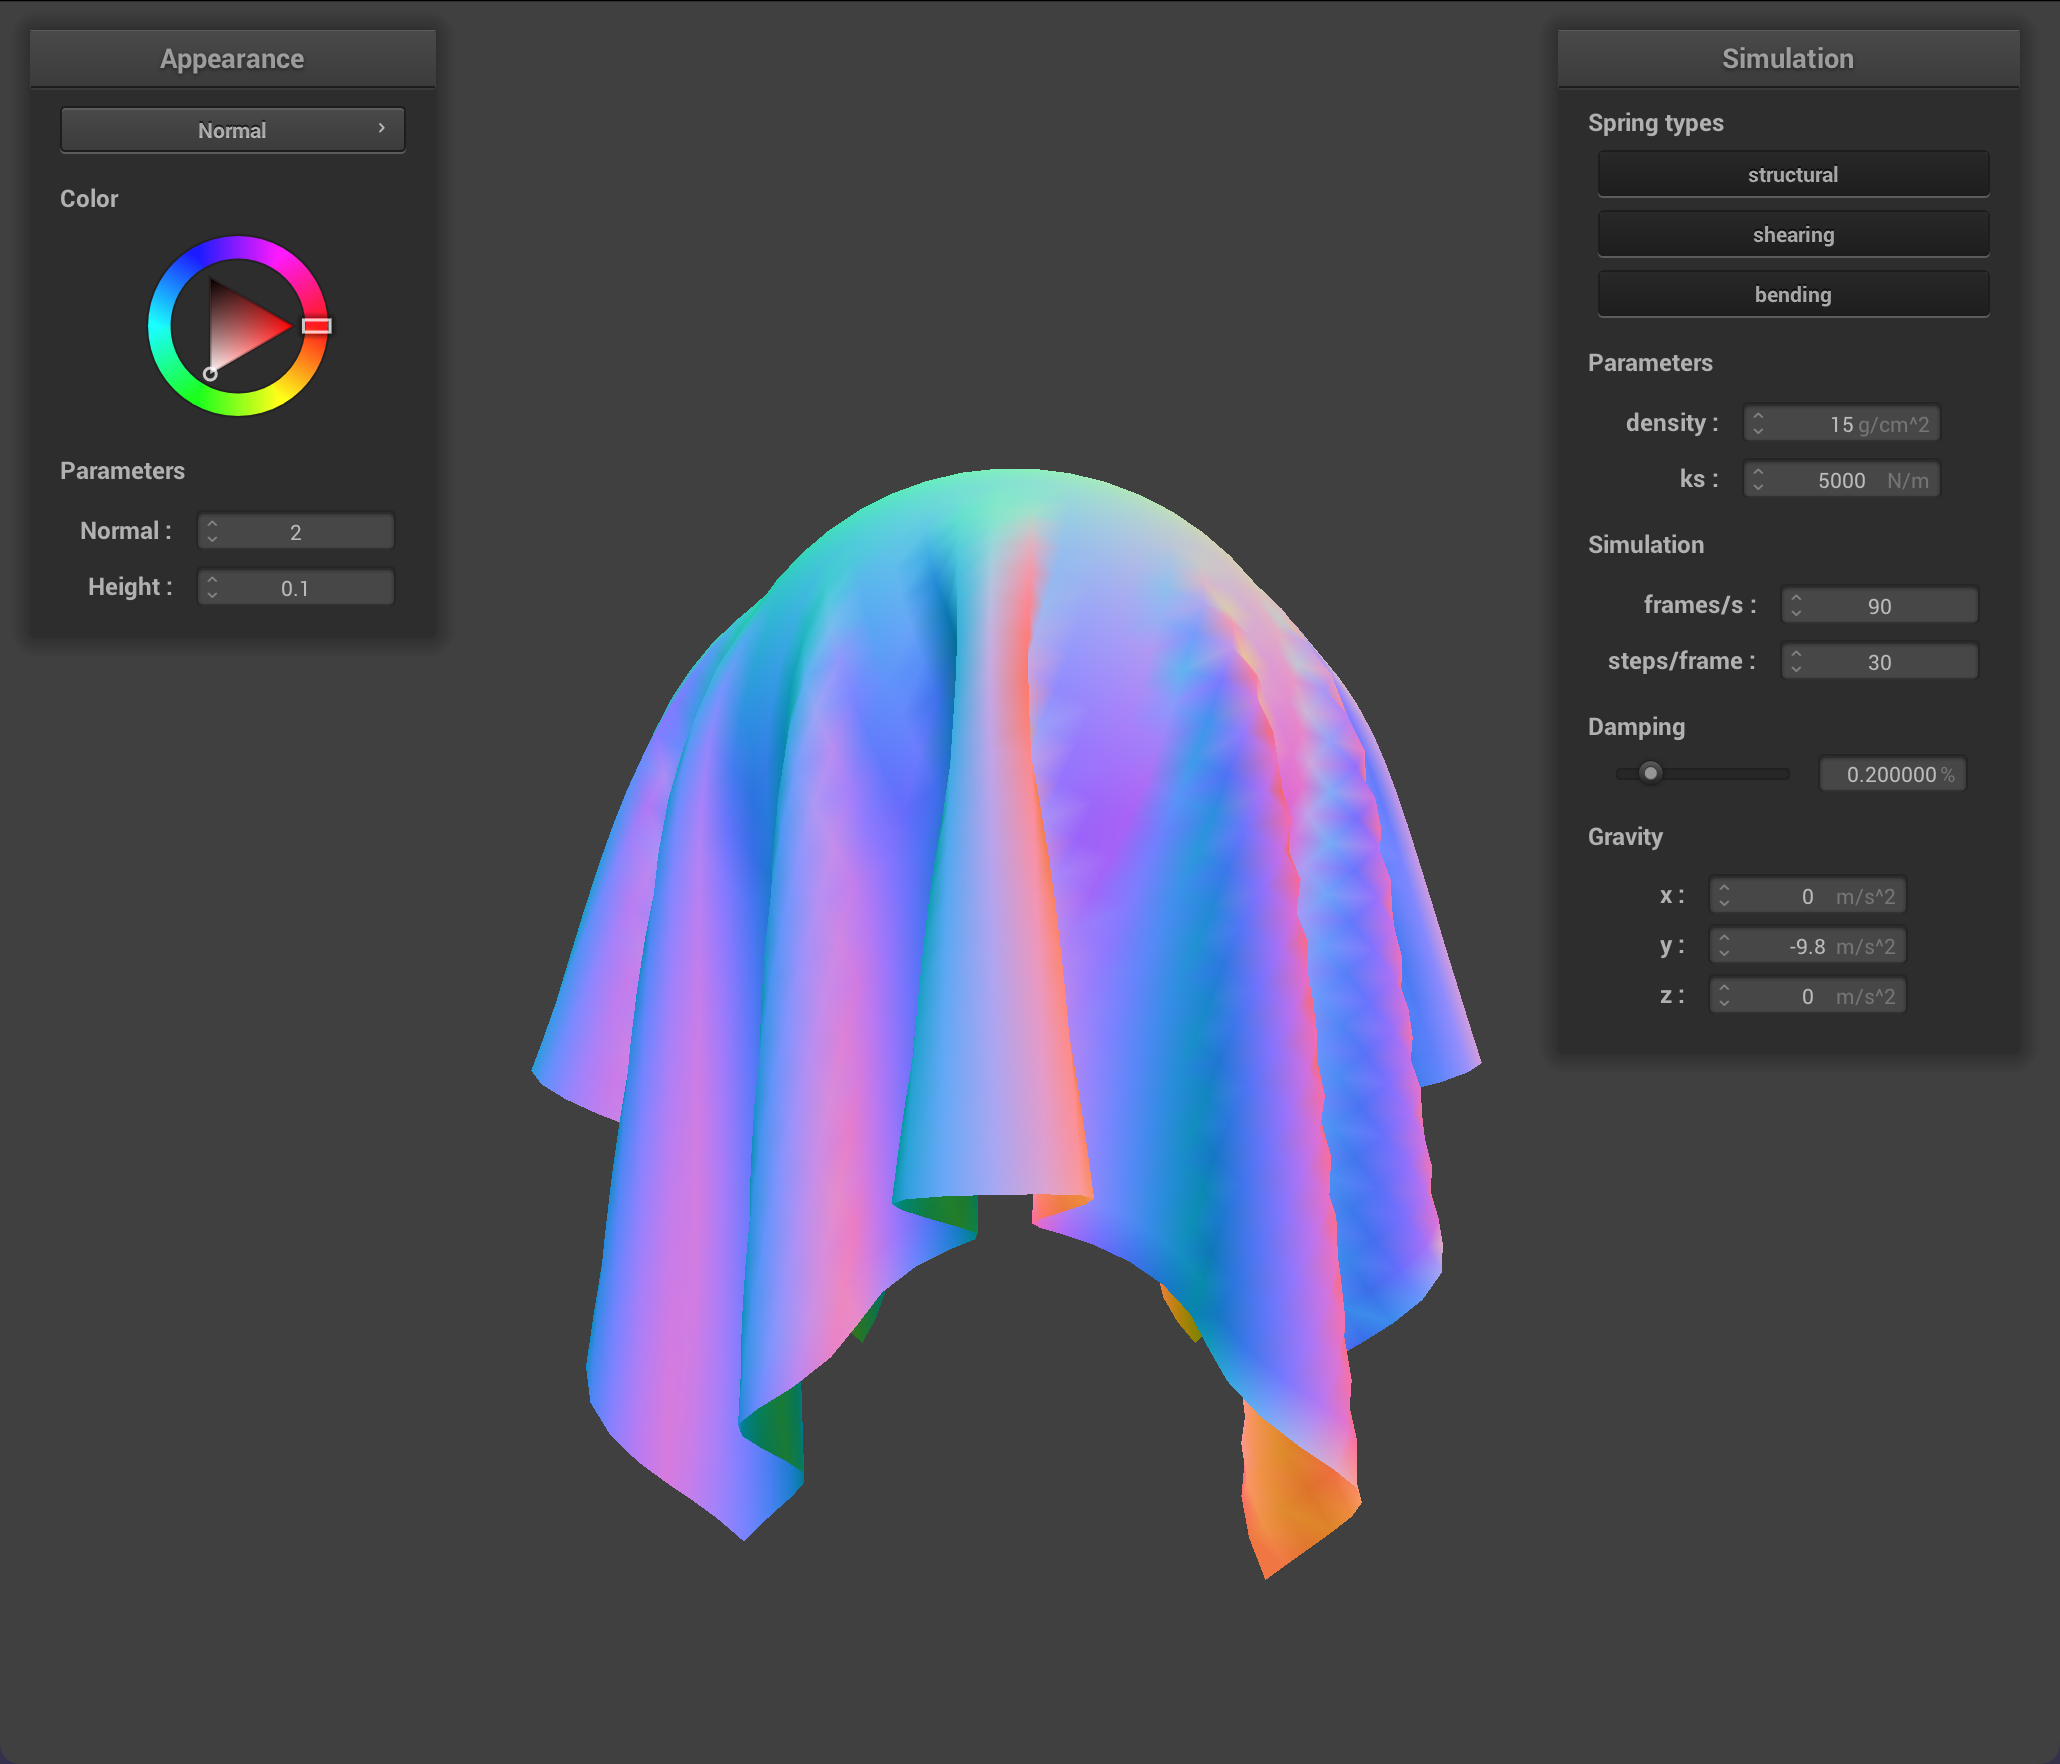 Appearance
Normal
Color
Parameters
Normal : 2
Height : 0.1
Simulation
Spring types
structural
shearing
bending
Parameters
density : 15 g/cm^2
ks : 5000 N/m
Simulation
frames/s : 90
steps/frame : 30
Damping
0.200000 %
Gravity
x : 0 m/s^2
y : -9.8 m/s^2
z : 0 m/s^2